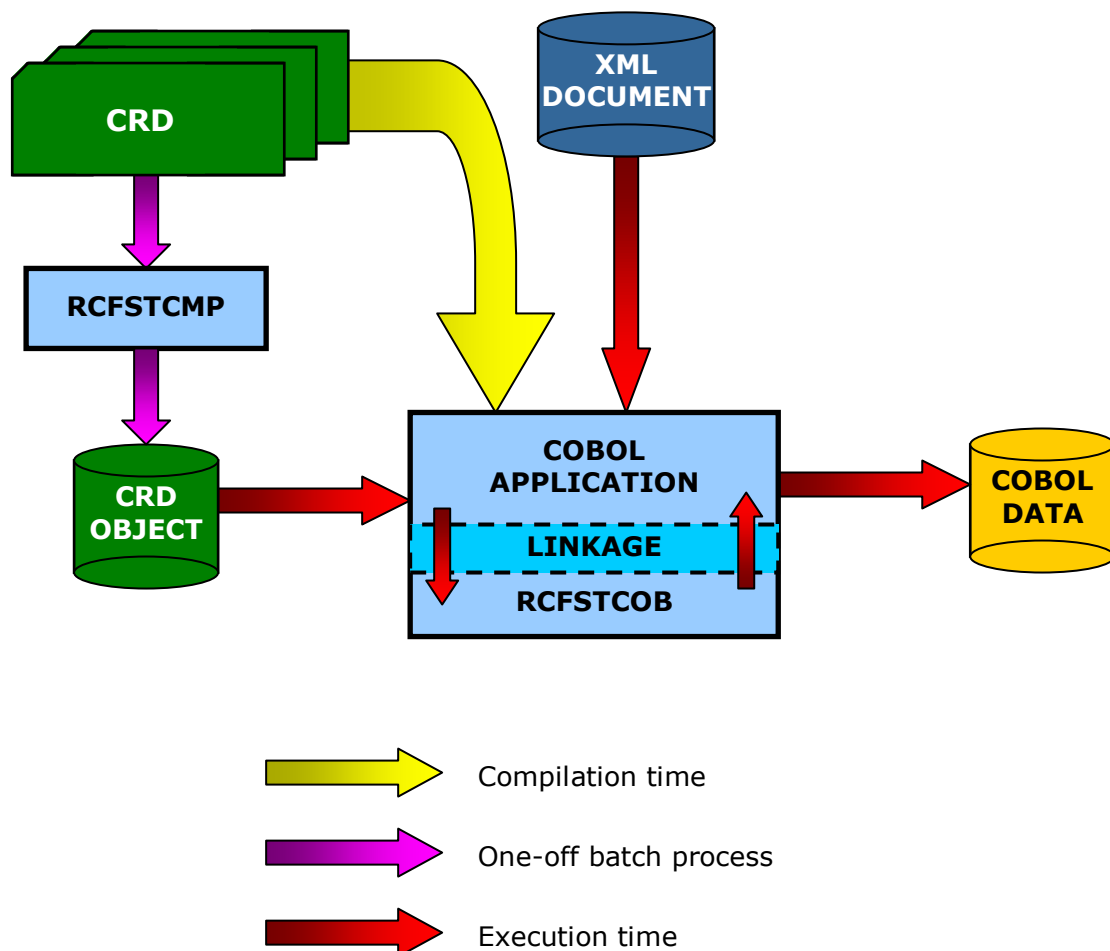 CRD
XML
DOCUMENT
RCFSTCMP
CRD
OBJECT
COBOL
APPLICATION
LINKAGE
RCFSTCOB
COBOL
DATA
Compilation time
One-off batch process
Execution time